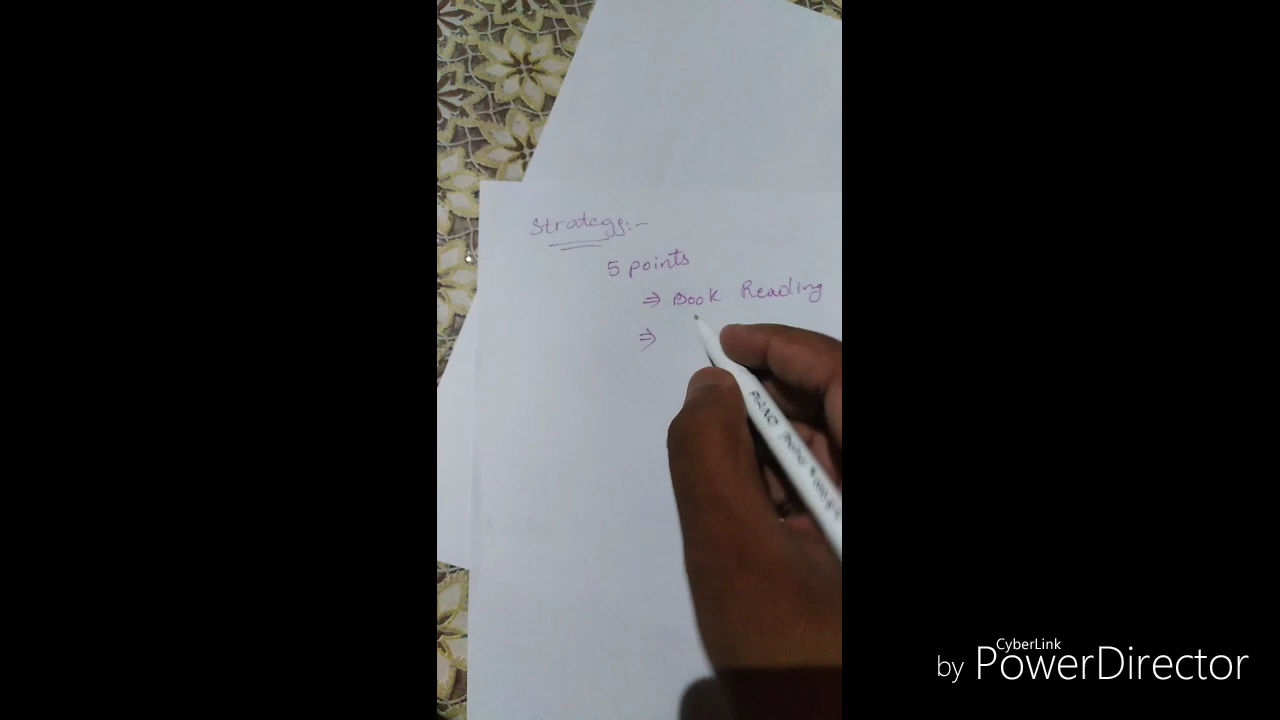 Strategy:-
5 points
⇒ Book Reading
⇒
CyberLink
by PowerDirector